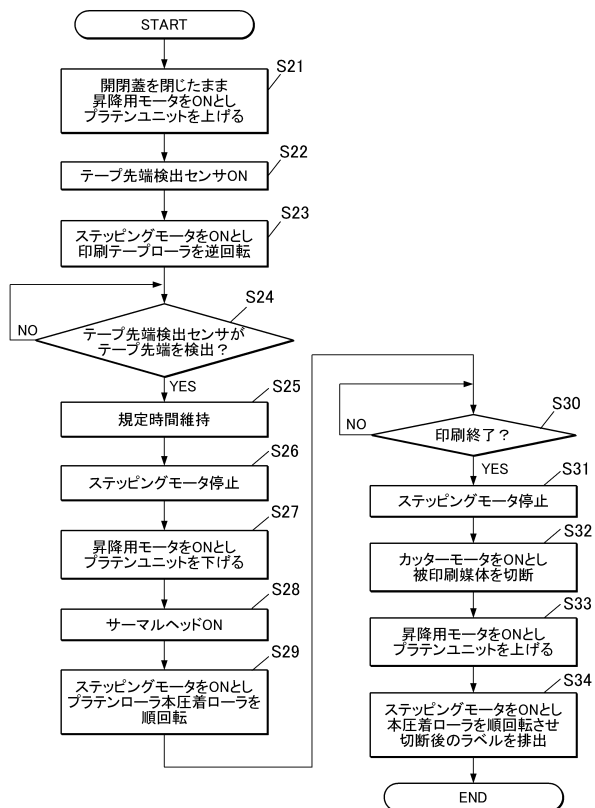 START
S21
開閉蓋を閉じたまま
昇降用モータをONとし
プラテンユニットを上げる
S22
テープ先端検出センサON
S23
ステッピングモータをONとし
印刷テープローラを逆回転
S24
テープ先端検出センサが
テープ先端を検出？
NO
YES
S25
規定時間維持
S26
ステッピングモータ停止
S27
昇降用モータをONとし
プラテンユニットを下げる
S28
サーマルヘッドON
S29
ステッピングモータをONとし
プラテンローラ本圧着ローラを
順回転
S30
印刷終了？
NO
YES
S31
ステッピングモータ停止
S32
カッターモータをONとし
被印刷媒体を切断
S33
昇降用モータをONとし
プラテンユニットを上げる
S34
ステッピングモータをONとし
本圧着ローラを順回転させ
切断後のラベルを排出
END